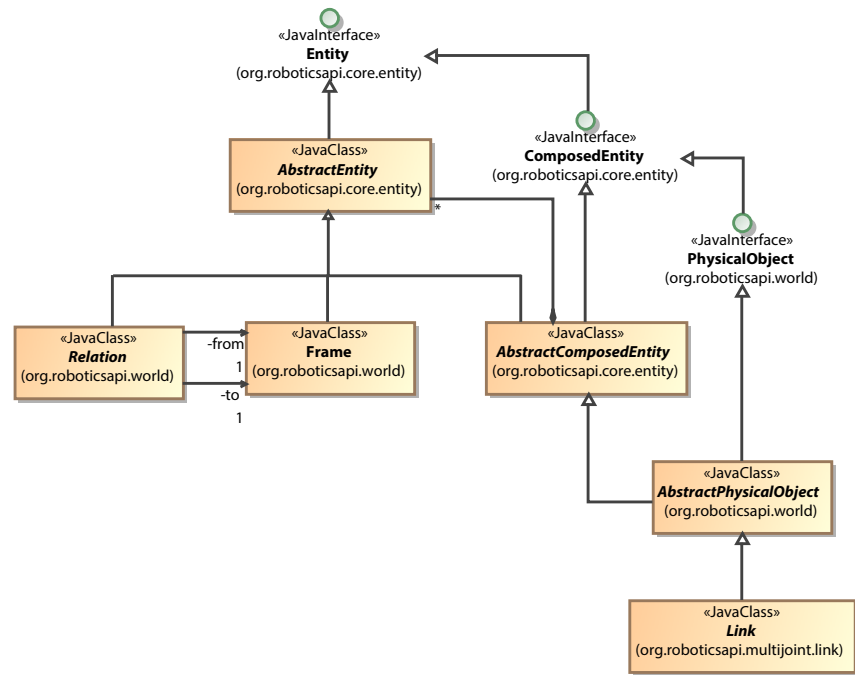 «JavaInterface»
Entity
(org.roboticsapi.core.entity)
«JavaInterface»
ComposedEntity
(org.roboticsapi.core.entity)
«JavaClass»
AbstractEntity
(org.roboticsapi.core.entity)
*
«JavaInterface»
PhysicalObject
(org.roboticsapi.world)
«JavaClass»
Relation
(org.roboticsapi.world)
-from
1
-to
1
«JavaClass»
Frame
(org.roboticsapi.world)
«JavaClass»
AbstractComposedEntity
(org.roboticsapi.core.entity)
«JavaClass»
AbstractPhysicalObject
(org.roboticsapi.world)
«JavaClass»
Link
(org.roboticsapi.multijoint.link)